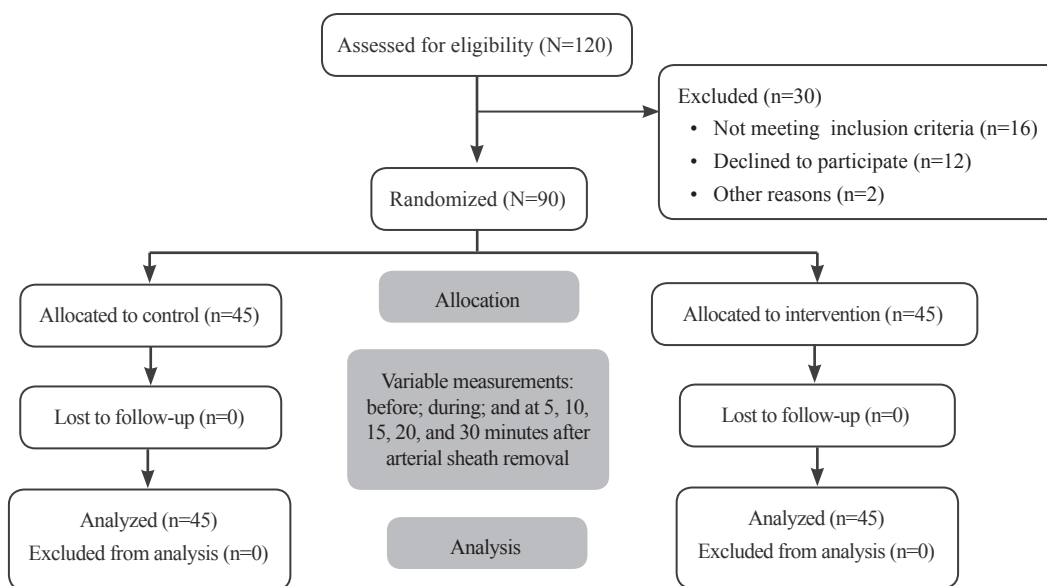 Assessed for eligibility (N=120)
Excluded (n=30)
• Not meeting inclusion criteria (n=16)
• Declined to participate (n=12)
• Other reasons (n=2)
Randomized (N=90)
Allocation
Allocated to control (n=45)
Allocated to intervention (n=45)
Variable measurements:
before; during; and at 5, 10,
15, 20, and 30 minutes after
arterial sheath removal
Lost to follow-up (n=0)
Lost to follow-up (n=0)
Analyzed (n=45)
Excluded from analysis (n=0)
Analysis
Analyzed (n=45)
Excluded from analysis (n=0)